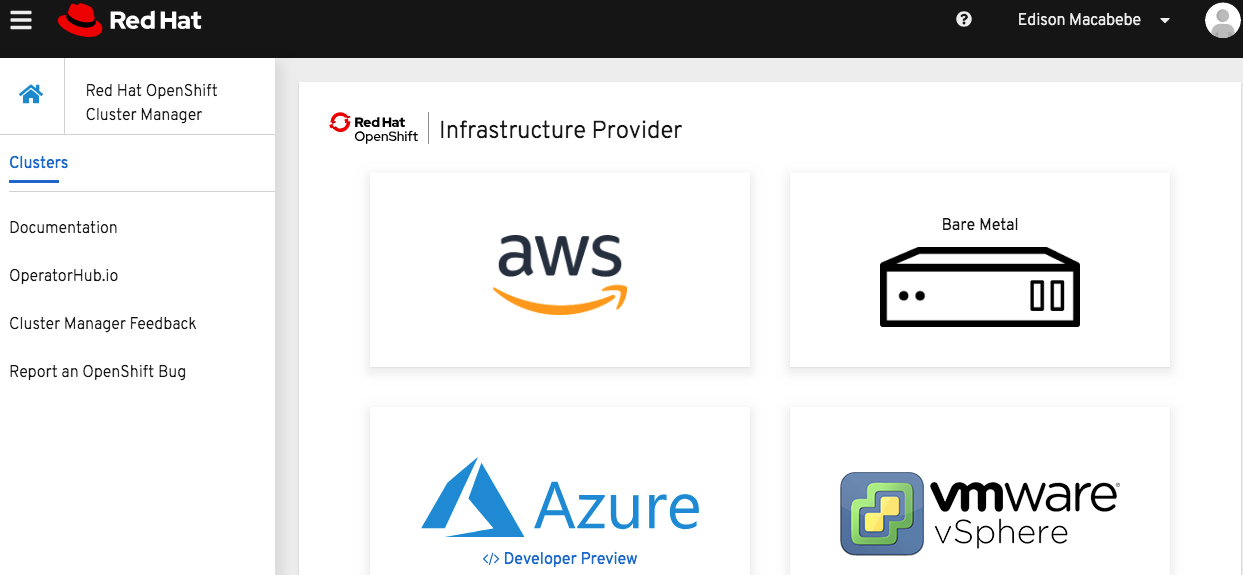 Red Hat
Edison Macabebe
Red Hat OpenShift
Cluster Manager
Clusters
Documentation
OperatorHub.io
Cluster Manager Feedback
Report an OpenShift Bug
Red Hat
OpenShift
Infrastructure Provider
aws
Bare Metal
Azure
</> Developer Preview
vmware®
vSphere